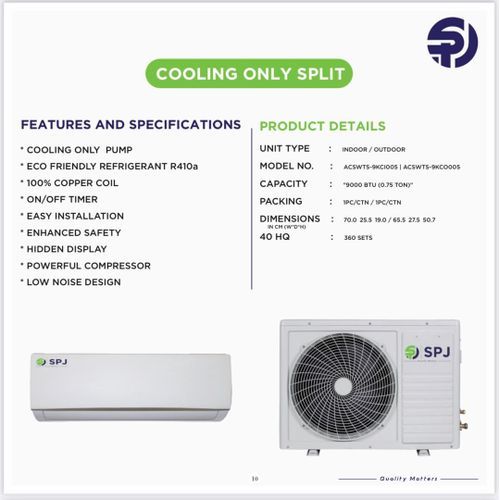 COOLING ONLY SPLIT
FEATURES AND SPECIFICATIONS
* COOLING ONLY PUMP
* ECO FRIENDLY REFRIGERANT R410a
* 100% COPPER COIL
* ON/OFF TIMER
* EASY INSTALLATION
* ENHANCED SAFETY
* HIDDEN DISPLAY
* POWERFUL COMPRESSOR
* LOW NOISE DESIGN
PRODUCT DETAILS
UNIT TYPE : INDOOR / OUTDOOR
MODEL NO. : ACSWTS-9KCI005 | ACSWTS-9KCO005
CAPACITY : "9000 BTU (0.75 TON)"
PACKING : 1PC/CTN / 1PC/CTN
DIMENSIONS : 70.0 25.5 19.0 / 65.5 27.5 50.7
IN CM (W*D*H)
40 HQ : 360 SETS
SPJ
SPJ
10
Quality Matters